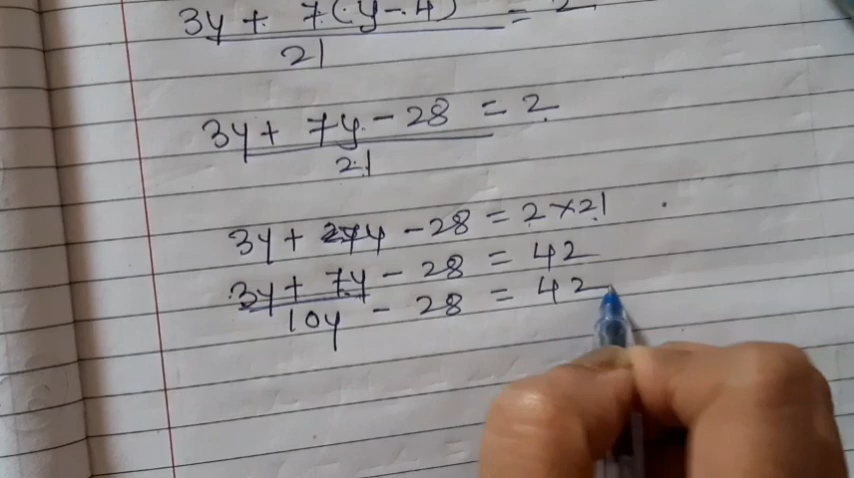 3y + 7(y-4) = 2
21
3y + 7y - 28 = 2
21
3y + 7y - 28 = 2 × 21
3y + 7y - 28 = 42
10y - 28 = 42